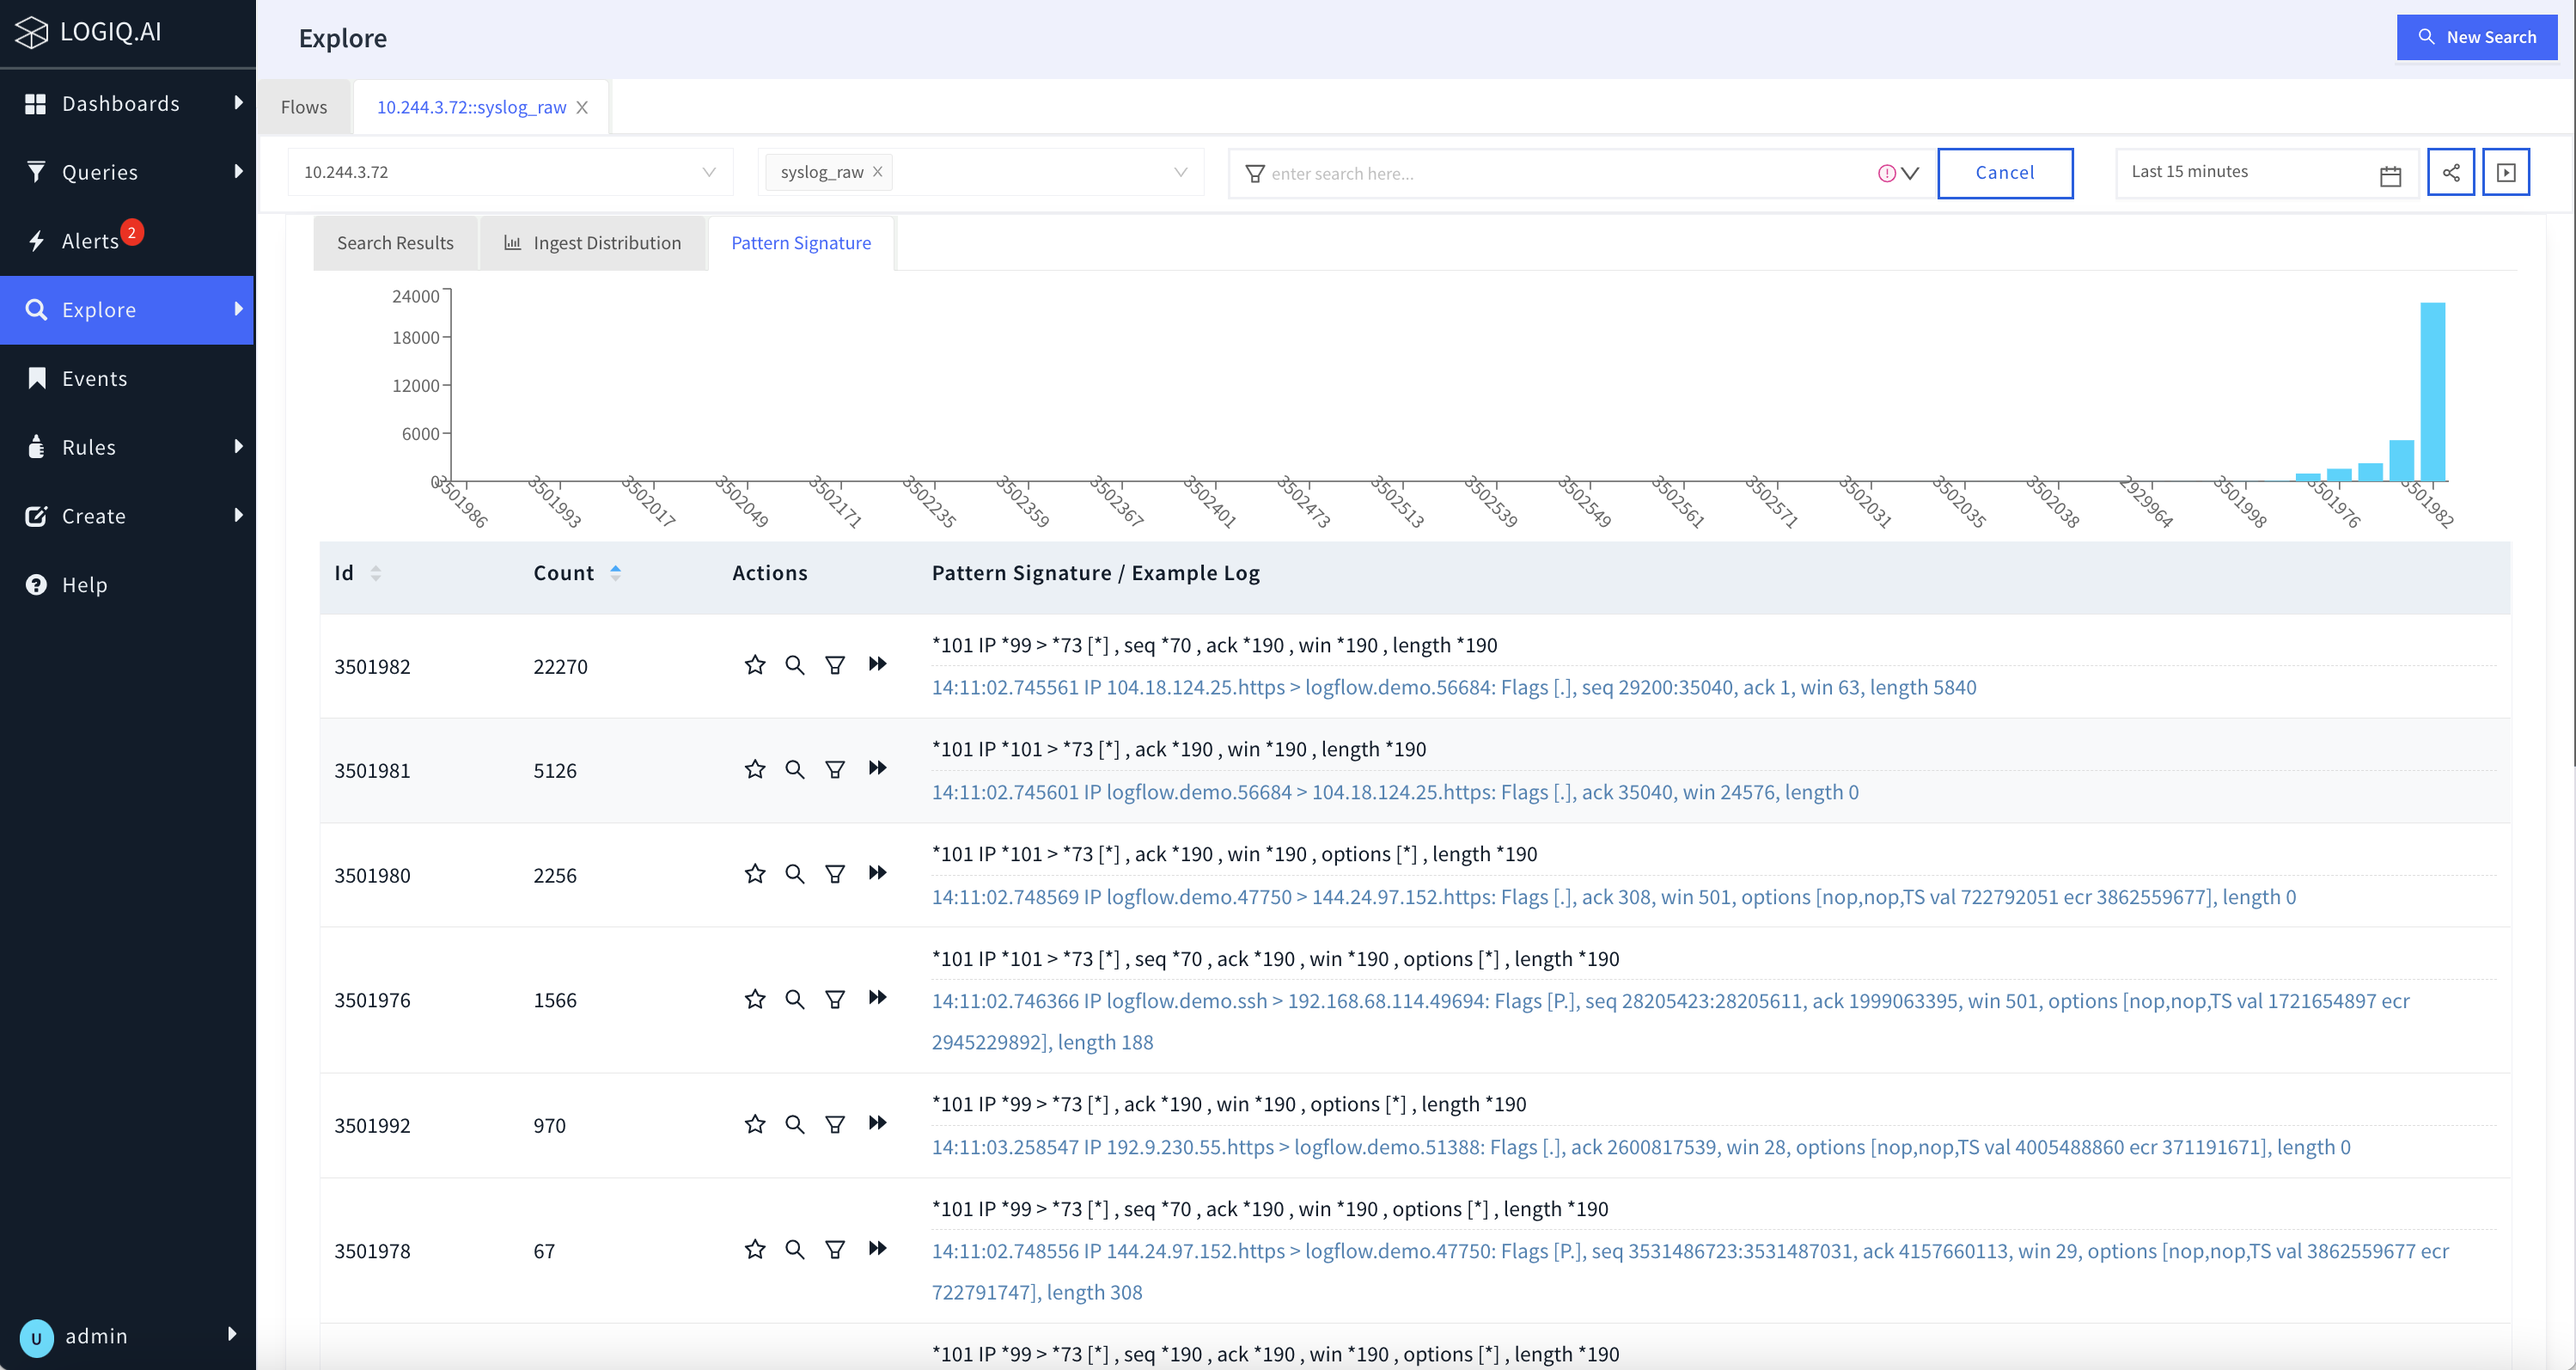 LOGIQ.AI
Dashboards
Queries
Alerts 2
Explore
Events
Rules
Create
Help
U admin
Explore
New Search
Flows
10.244.3.72::syslog_raw
10.244.3.72
syslog_raw
enter search here...
Cancel
Last 15 minutes
Search Results
Ingest Distribution
Pattern Signature
24000
18000
12000
6000
0
3501986 3501993 3502017 3502049 3502171 3502235 3502359 3502367 3502401 3502473 3502513 3502539 3502549 3502561 3502571 3502031 3502035 3502038 2929964 3501998 3501976 3501982
Id Count Actions Pattern Signature / Example Log
3501982 22270 *101 IP *99 > *73 [*] , seq *70 , ack *190 , win *190 , length *190
14:11:02.745561 IP 104.18.124.25.https > logflow.demo.56684: Flags [.], seq 29200:35040, ack 1, win 63, length 5840
3501981 5126 *101 IP *101 > *73 [*] , ack *190 , win *190 , length *190
14:11:02.745601 IP logflow.demo.56684 > 104.18.124.25.https: Flags [.], ack 35040, win 24576, length 0
3501980 2256 *101 IP *101 > *73 [*] , ack *190 , win *190 , options [*] , length *190
14:11:02.748569 IP logflow.demo.47750 > 144.24.97.152.https: Flags [.], ack 308, win 501, options [nop,nop,TS val 722792051 ecr 3862559677], length 0
3501976 1566 *101 IP *101 > *73 [*] , seq *70 , ack *190 , win *190 , options [*] , length *190
14:11:02.746366 IP logflow.demo.ssh > 192.168.68.114.49694: Flags [P.], seq 28205423:28205611, ack 1999063395, win 501, options [nop,nop,TS val 1721654897 ecr
2945229892], length 188
3501992 970 *101 IP *99 > *73 [*] , ack *190 , win *190 , options [*] , length *190
14:11:03.258547 IP 192.9.230.55.https > logflow.demo.51388: Flags [.], ack 2600817539, win 28, options [nop,nop,TS val 4005488860 ecr 371191671], length 0
3501978 67 *101 IP *99 > *73 [*] , seq *70 , ack *190 , win *190 , options [*] , length *190
14:11:02.748556 IP 144.24.97.152.https > logflow.demo.47750: Flags [P.], seq 3531486723:3531487031, ack 4157660113, win 29, options [nop,nop,TS val 3862559677 ecr
722791747], length 308
*101 IP *99 > *73 [*] , seq *190 , ack *190 , win *190 , options [*] , length *190